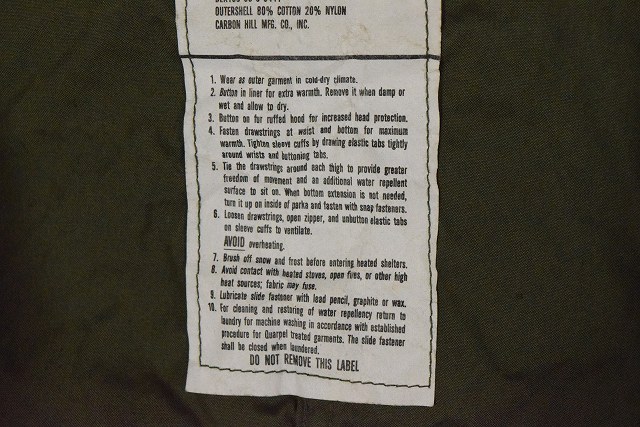 OUTERSHELL 80% COTTON 20% NYLON
CARBON HILL MFG. CO., INC.
1. Wear as outer garment in cold-dry climate.
2. Button in liner for extra warmth. Remove it when damp or
wet and allow to dry.
3. Button on fur ruffed hood for increased head protection.
4. Fasten drawstrings at waist and bottom for maximum
warmth. Tighten sleeve cuffs by drawing elastic tabs tightly
around wrists and buttoning tabs.
5. Tie the drawstrings around each thigh to provide greater
freedom of movement and an additional water repellent
surface to sit on. When bottom extension is not needed,
turn it up on inside of parka and fasten with snap fasteners.
6. Loosen drawstrings, open zipper, and unbutton elastic tabs
on sleeve cuffs to ventilate.
AVOID overheating.
7. Brush off snow and frost before entering heated shelters.
8. Avoid contact with heated stoves, open fires, or other high
heat sources; fabric may fuse.
9. Lubricate slide fastener with lead pencil, graphite or wax.
10. For cleaning and restoring of water repellency return to
laundry for machine washing in accordance with established
procedure for Quarpel treated garments. The slide fastener
shall be closed when laundered.
DO NOT REMOVE THIS LABEL